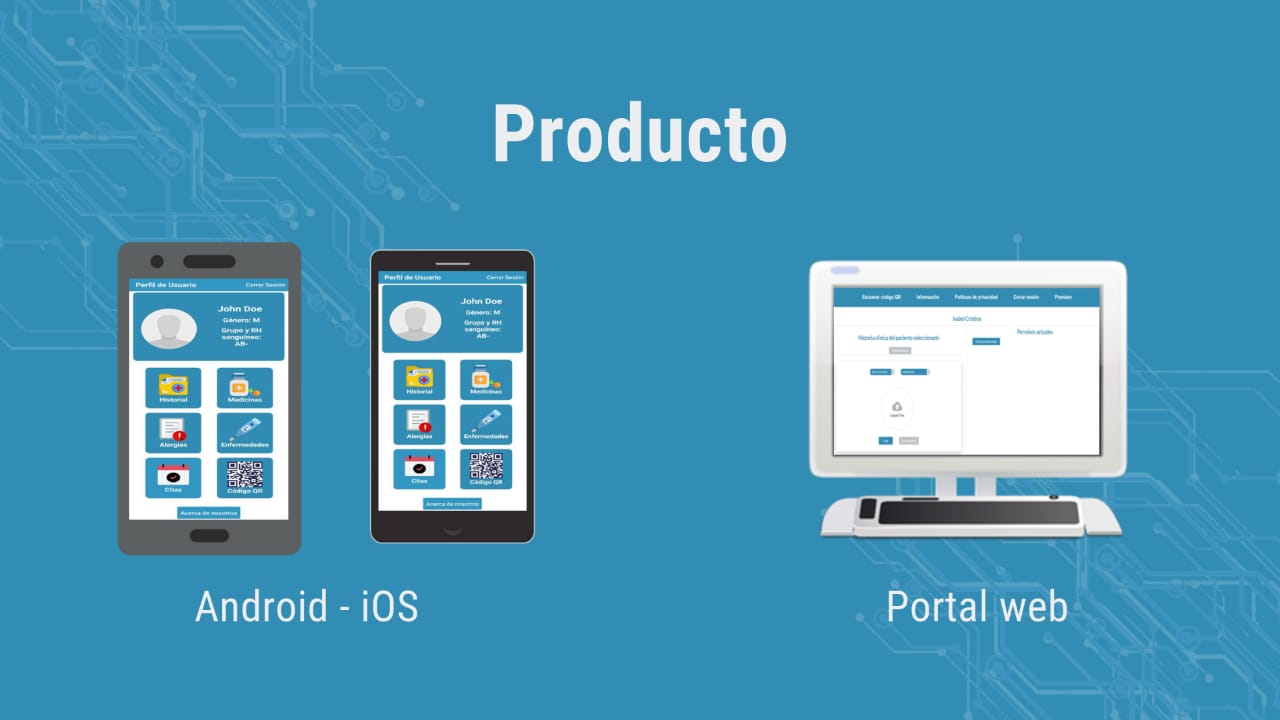 Producto
Perfil de Usuario
Cerrar Sesión
John Doe
Género: M
Grupo y RH
sanguíneo:
AB-
Historial
Medicinas
Alergias
Enfermedades
Citas
Código QR
Acerca de nosotros
Perfil de Usuario
Cerrar Sesión
John Doe
Género: M
Grupo y RH
sanguíneo:
AB-
Historial
Medicinas
Alergias
Enfermedades
Citas
Código QR
Acerca de nosotros
Escanear código QR
Información
Políticas de privacidad
Cerrar sesión
Premium
Isabel Cristina
Historia clínica del paciente seleccionado
Permisos actuales
Upload File
Android - iOS
Portal web